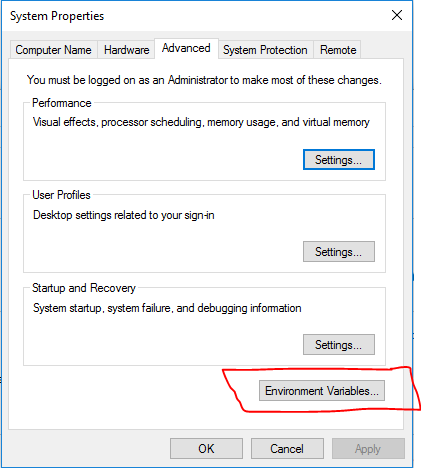 System Properties
Computer Name Hardware Advanced System Protection Remote
You must be logged on as an Administrator to make most of these changes.
Performance
Visual effects, processor scheduling, memory usage, and virtual memory
Settings...
User Profiles
Desktop settings related to your sign-in
Settings...
Startup and Recovery
System startup, system failure, and debugging information
Settings...
Environment Variables...
OK Cancel Apply